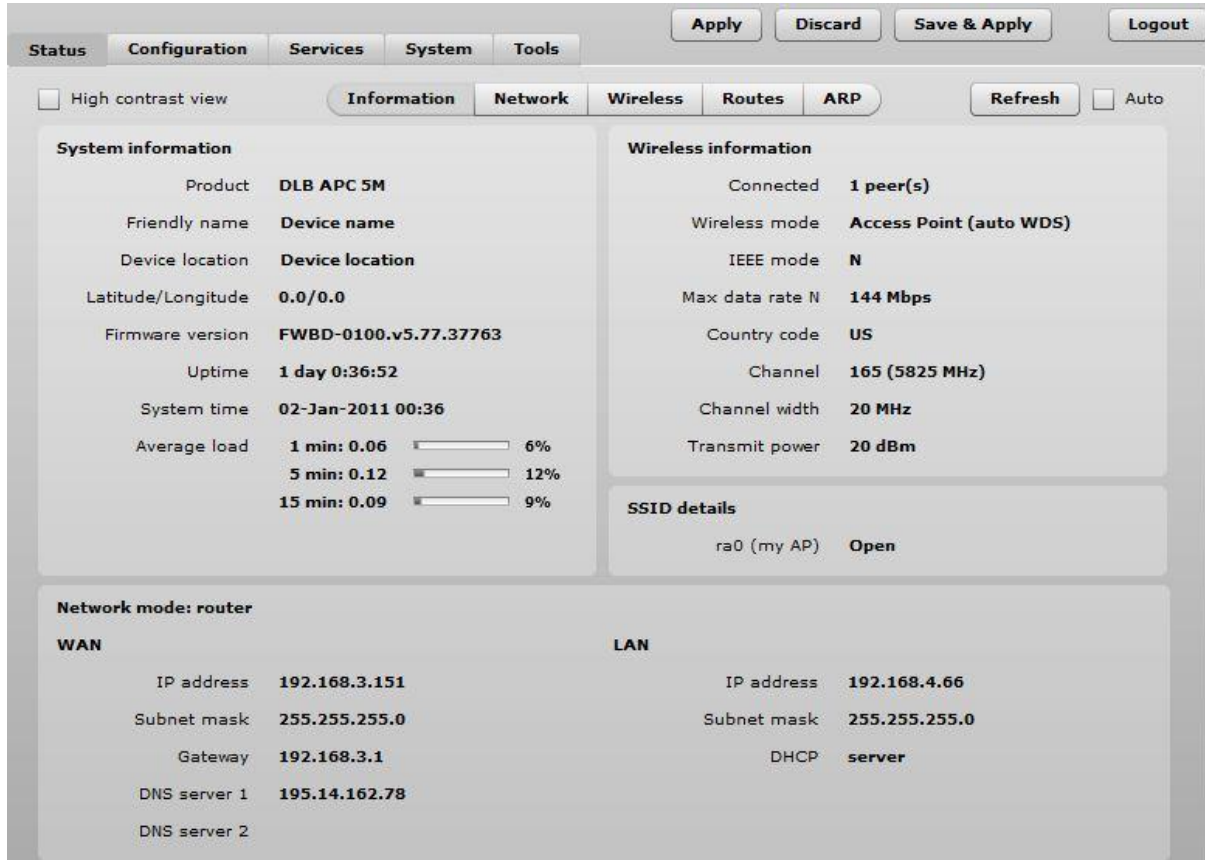 Apply Discard Save & Apply Logout
Status Configuration Services System Tools
High contrast view Information Network Wireless Routes ARP Refresh Auto
System information
Product DLB APC 5M
Friendly name Device name
Device location Device location
Latitude/Longitude 0.0/0.0
Firmware version FWBD-0100.v5.77.37763
Uptime 1 day 0:36:52
System time 02-Jan-2011 00:36
Average load 1 min: 0.06 6%
5 min: 0.12 12%
15 min: 0.09 9%
Wireless information
Connected 1 peer(s)
Wireless mode Access Point (auto WDS)
IEEE mode N
Max data rate N 144 Mbps
Country code US
Channel 165 (5825 MHz)
Channel width 20 MHz
Transmit power 20 dBm
SSID details
ra0 (my AP) Open
Network mode: router
WAN
IP address 192.168.3.151
Subnet mask 255.255.255.0
Gateway 192.168.3.1
DNS server 1 195.14.162.78
DNS server 2
LAN
IP address 192.168.4.66
Subnet mask 255.255.255.0
DHCP server